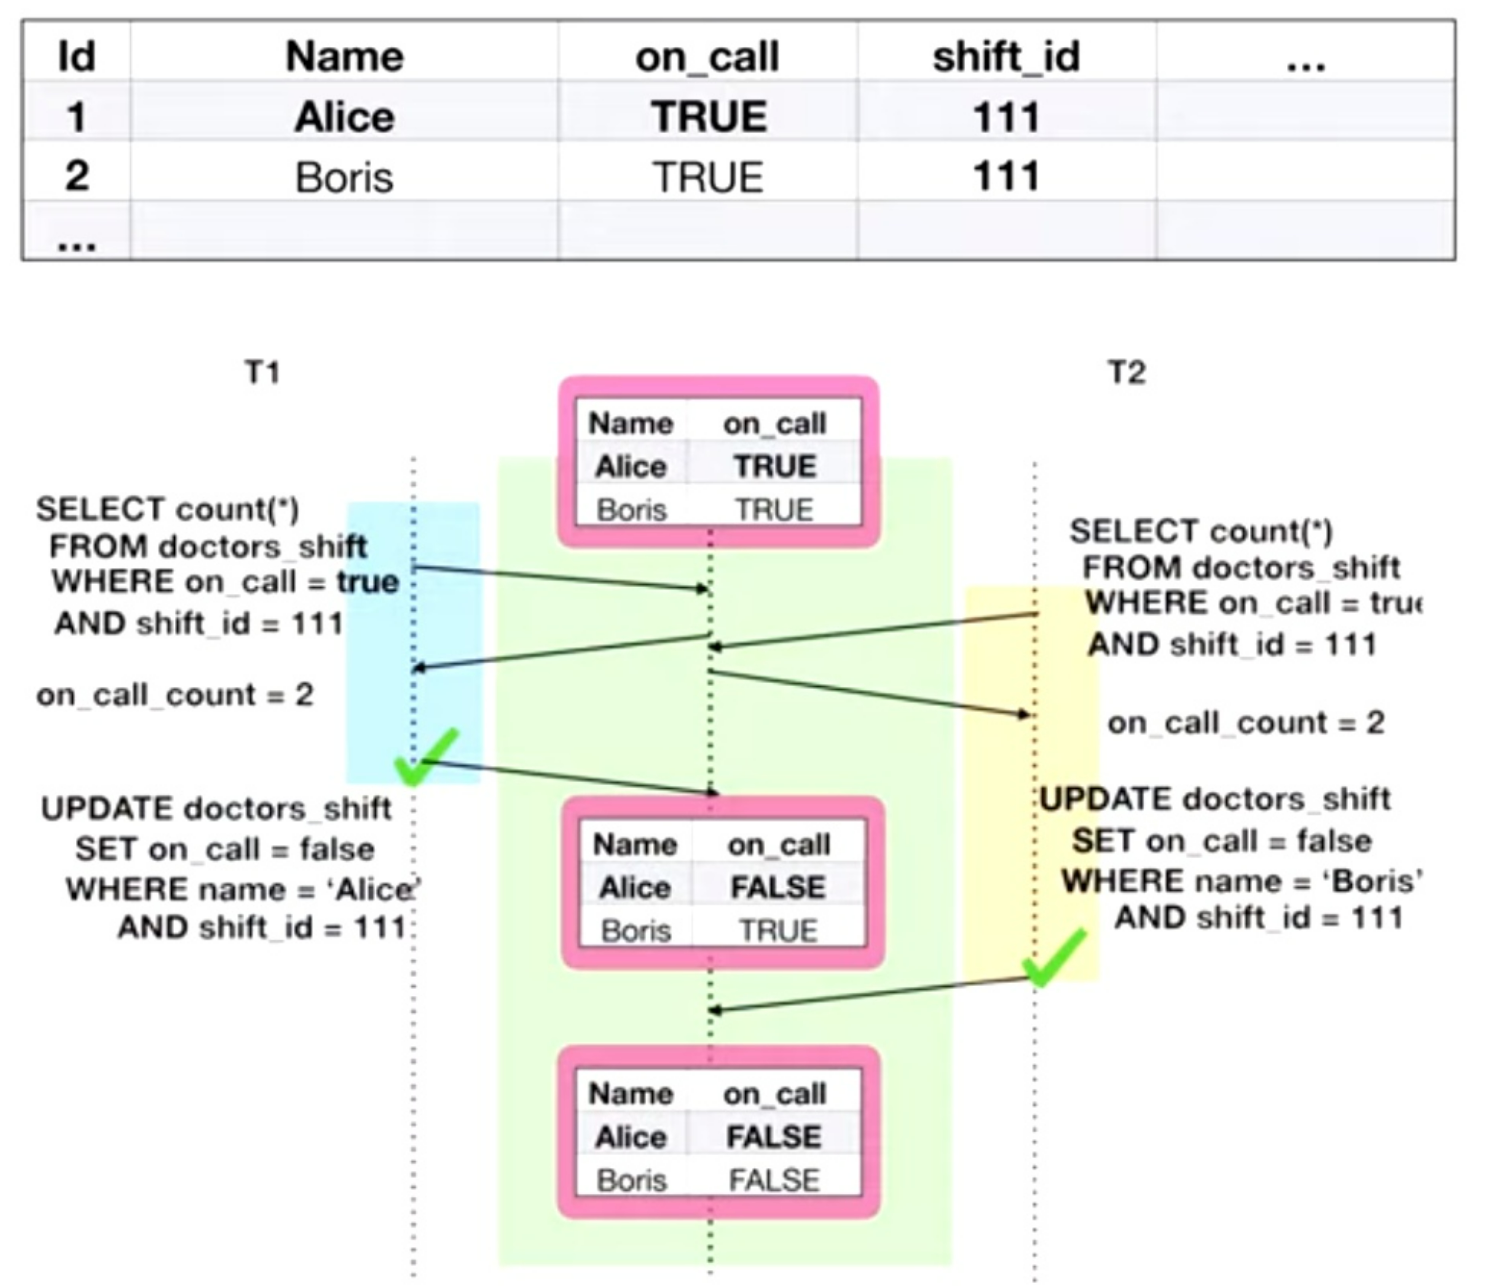 Id Name on_call shift_id ...
1 Alice TRUE 111
2 Boris TRUE 111
...
T1
T2
Name on_call
Alice TRUE
Boris TRUE
SELECT count(*)
FROM doctors_shift
WHERE on_call = true
AND shift_id = 111
on_call_count = 2
UPDATE doctors_shift
SET on_call = false
WHERE name = ‘Alice’
AND shift_id = 111
SELECT count(*)
FROM doctors_shift
WHERE on_call = true
AND shift_id = 111
on_call_count = 2
UPDATE doctors_shift
SET on_call = false
WHERE name = ‘Boris’
AND shift_id = 111
Name on_call
Alice FALSE
Boris TRUE
Name on_call
Alice FALSE
Boris FALSE